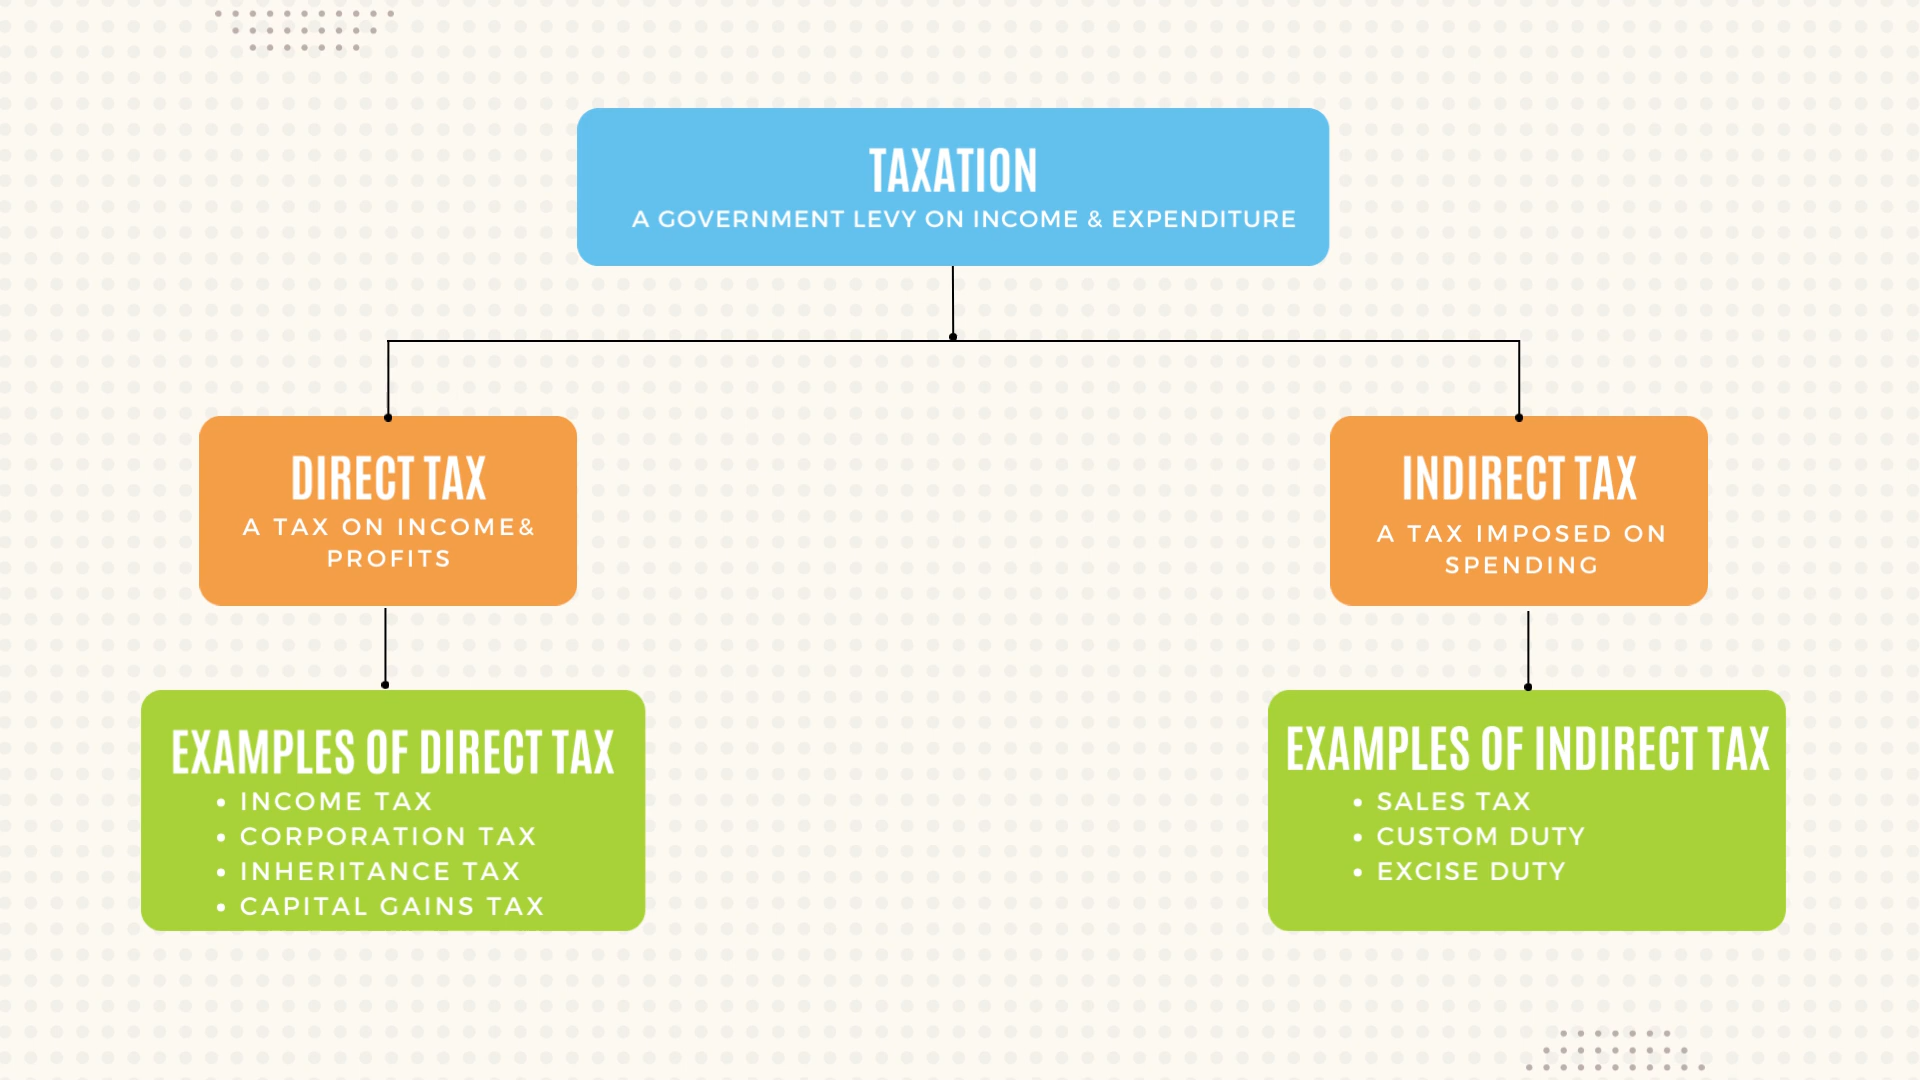 TAXATION
A GOVERNMENT LEVY ON INCOME & EXPENDITURE
DIRECT TAX
A TAX ON INCOME&
PROFITS
INDIRECT TAX
A TAX IMPOSED ON
SPENDING
EXAMPLES OF DIRECT TAX
• INCOME TAX
• CORPORATION TAX
• INHERITANCE TAX
• CAPITAL GAINS TAX
EXAMPLES OF INDIRECT TAX
• SALES TAX
• CUSTOM DUTY
• EXCISE DUTY